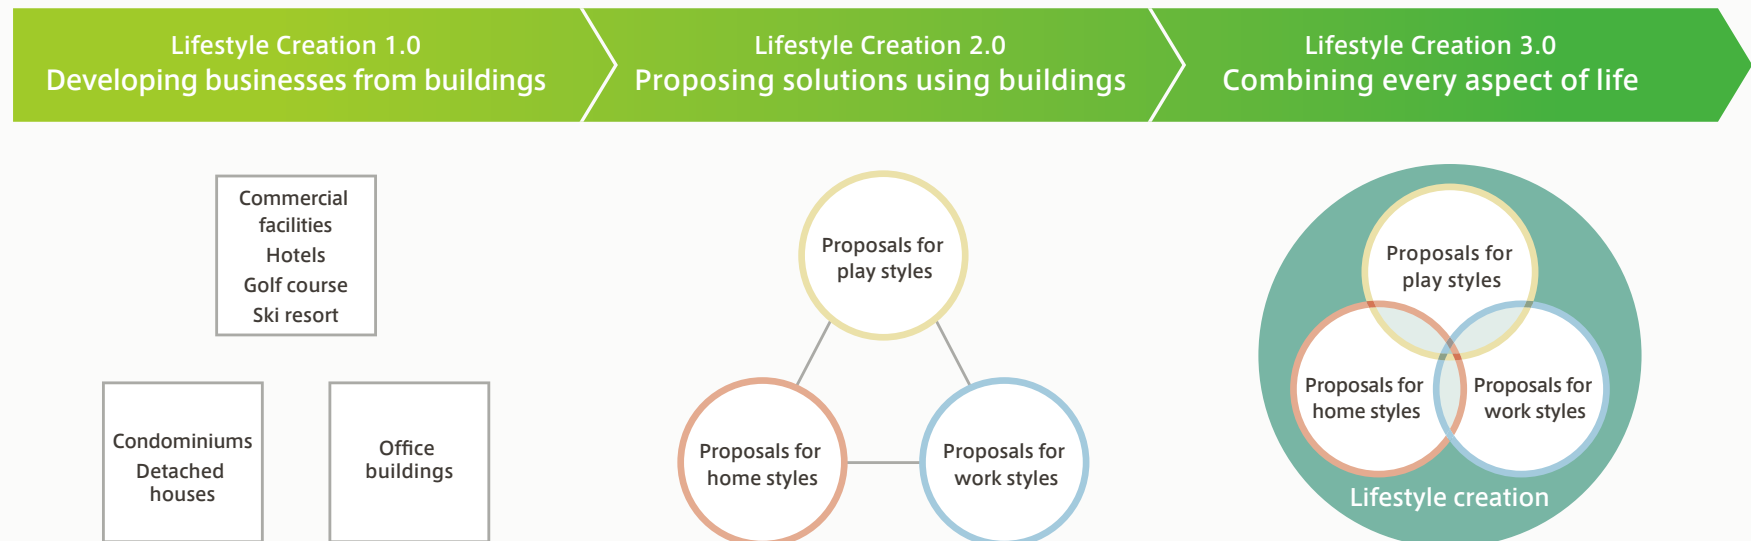 Lifestyle Creation 1.0
Developing businesses from buildings
Lifestyle Creation 2.0
Proposing solutions using buildings
Lifestyle Creation 3.0
Combining every aspect of life
Commercial
facilities
Hotels
Golf course
Ski resort
Condominiums
Detached
houses
Office
buildings
Proposals for
play styles
Proposals for
home styles
Proposals for
work styles
Proposals for
play styles
Proposals for
home styles
Proposals for
work styles
Lifestyle creation